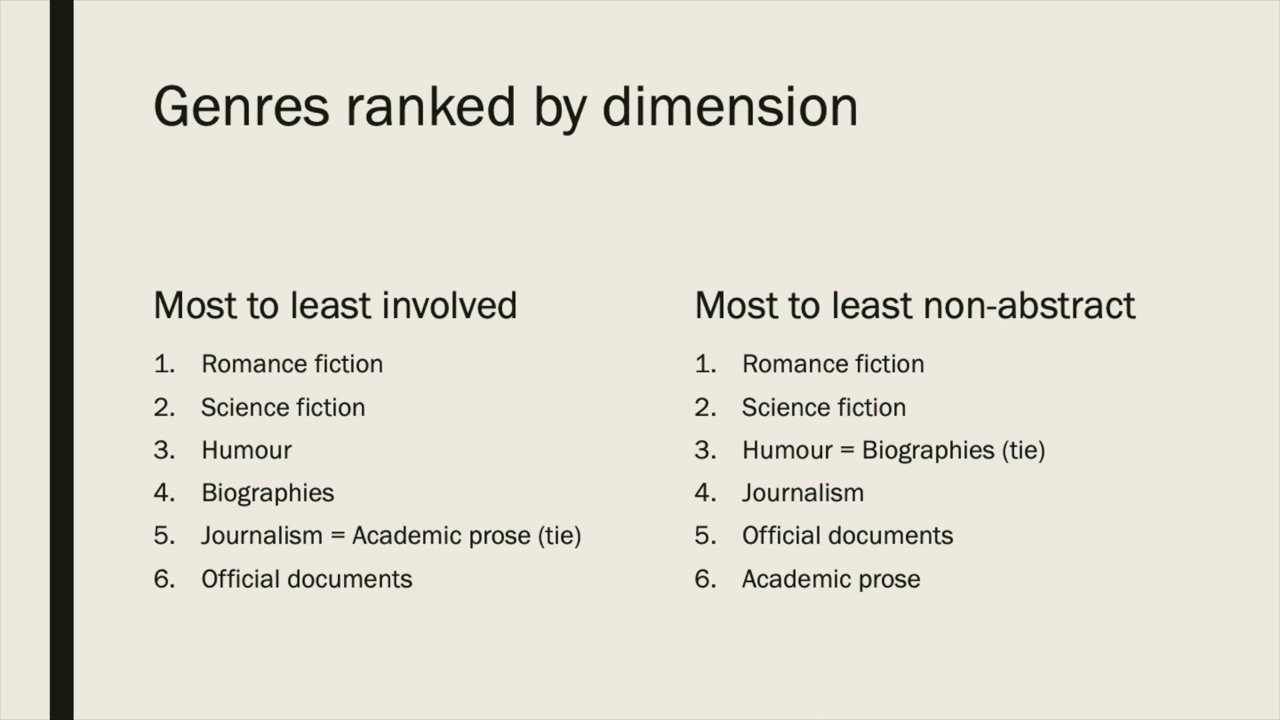 Genres ranked by dimension
Most to least involved
1. Romance fiction
2. Science fiction
3. Humour
4. Biographies
5. Journalism = Academic prose (tie)
6. Official documents
Most to least non-abstract
1. Romance fiction
2. Science fiction
3. Humour = Biographies (tie)
4. Journalism
5. Official documents
6. Academic prose